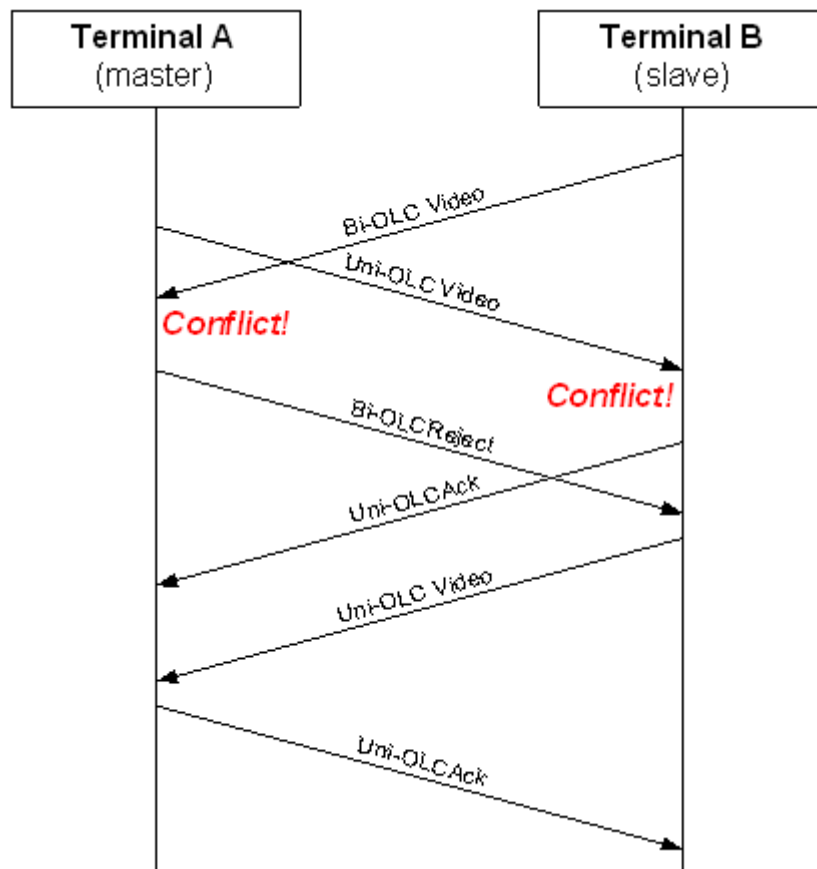 Terminal A
(master)
Terminal B
(slave)
Bi-OLC Video
Uni-OLC Video
Conflict!
Conflict!
Bi-OLCReject
Uni-OLCAck
Uni-OLC Video
Uni-OLCAck